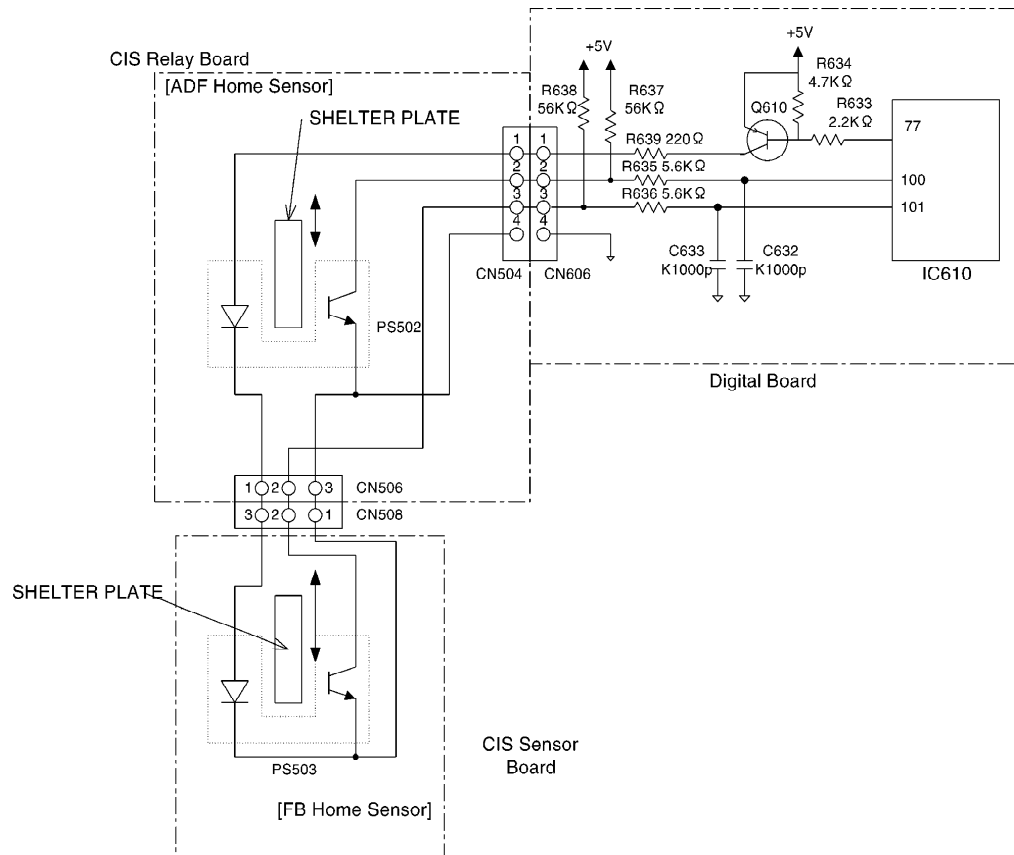 CIS Relay Board
[ADF Home Sensor]
SHELTER PLATE
+5V
+5V
R638
56KΩ
R637
56KΩ
Q610
R634
4.7KΩ
R633
2.2KΩ
77
1 1
R639 220Ω
2 2
R635 5.6KΩ
100
3 3
R636 5.6KΩ
101
4 4
CN504 CN606
C633
K1000p
C632
K1000p
IC610
PS502
Digital Board
1 2 3 CN506
3 2 1 CN508
SHELTER PLATE
PS503
CIS Sensor
Board
[FB Home Sensor]